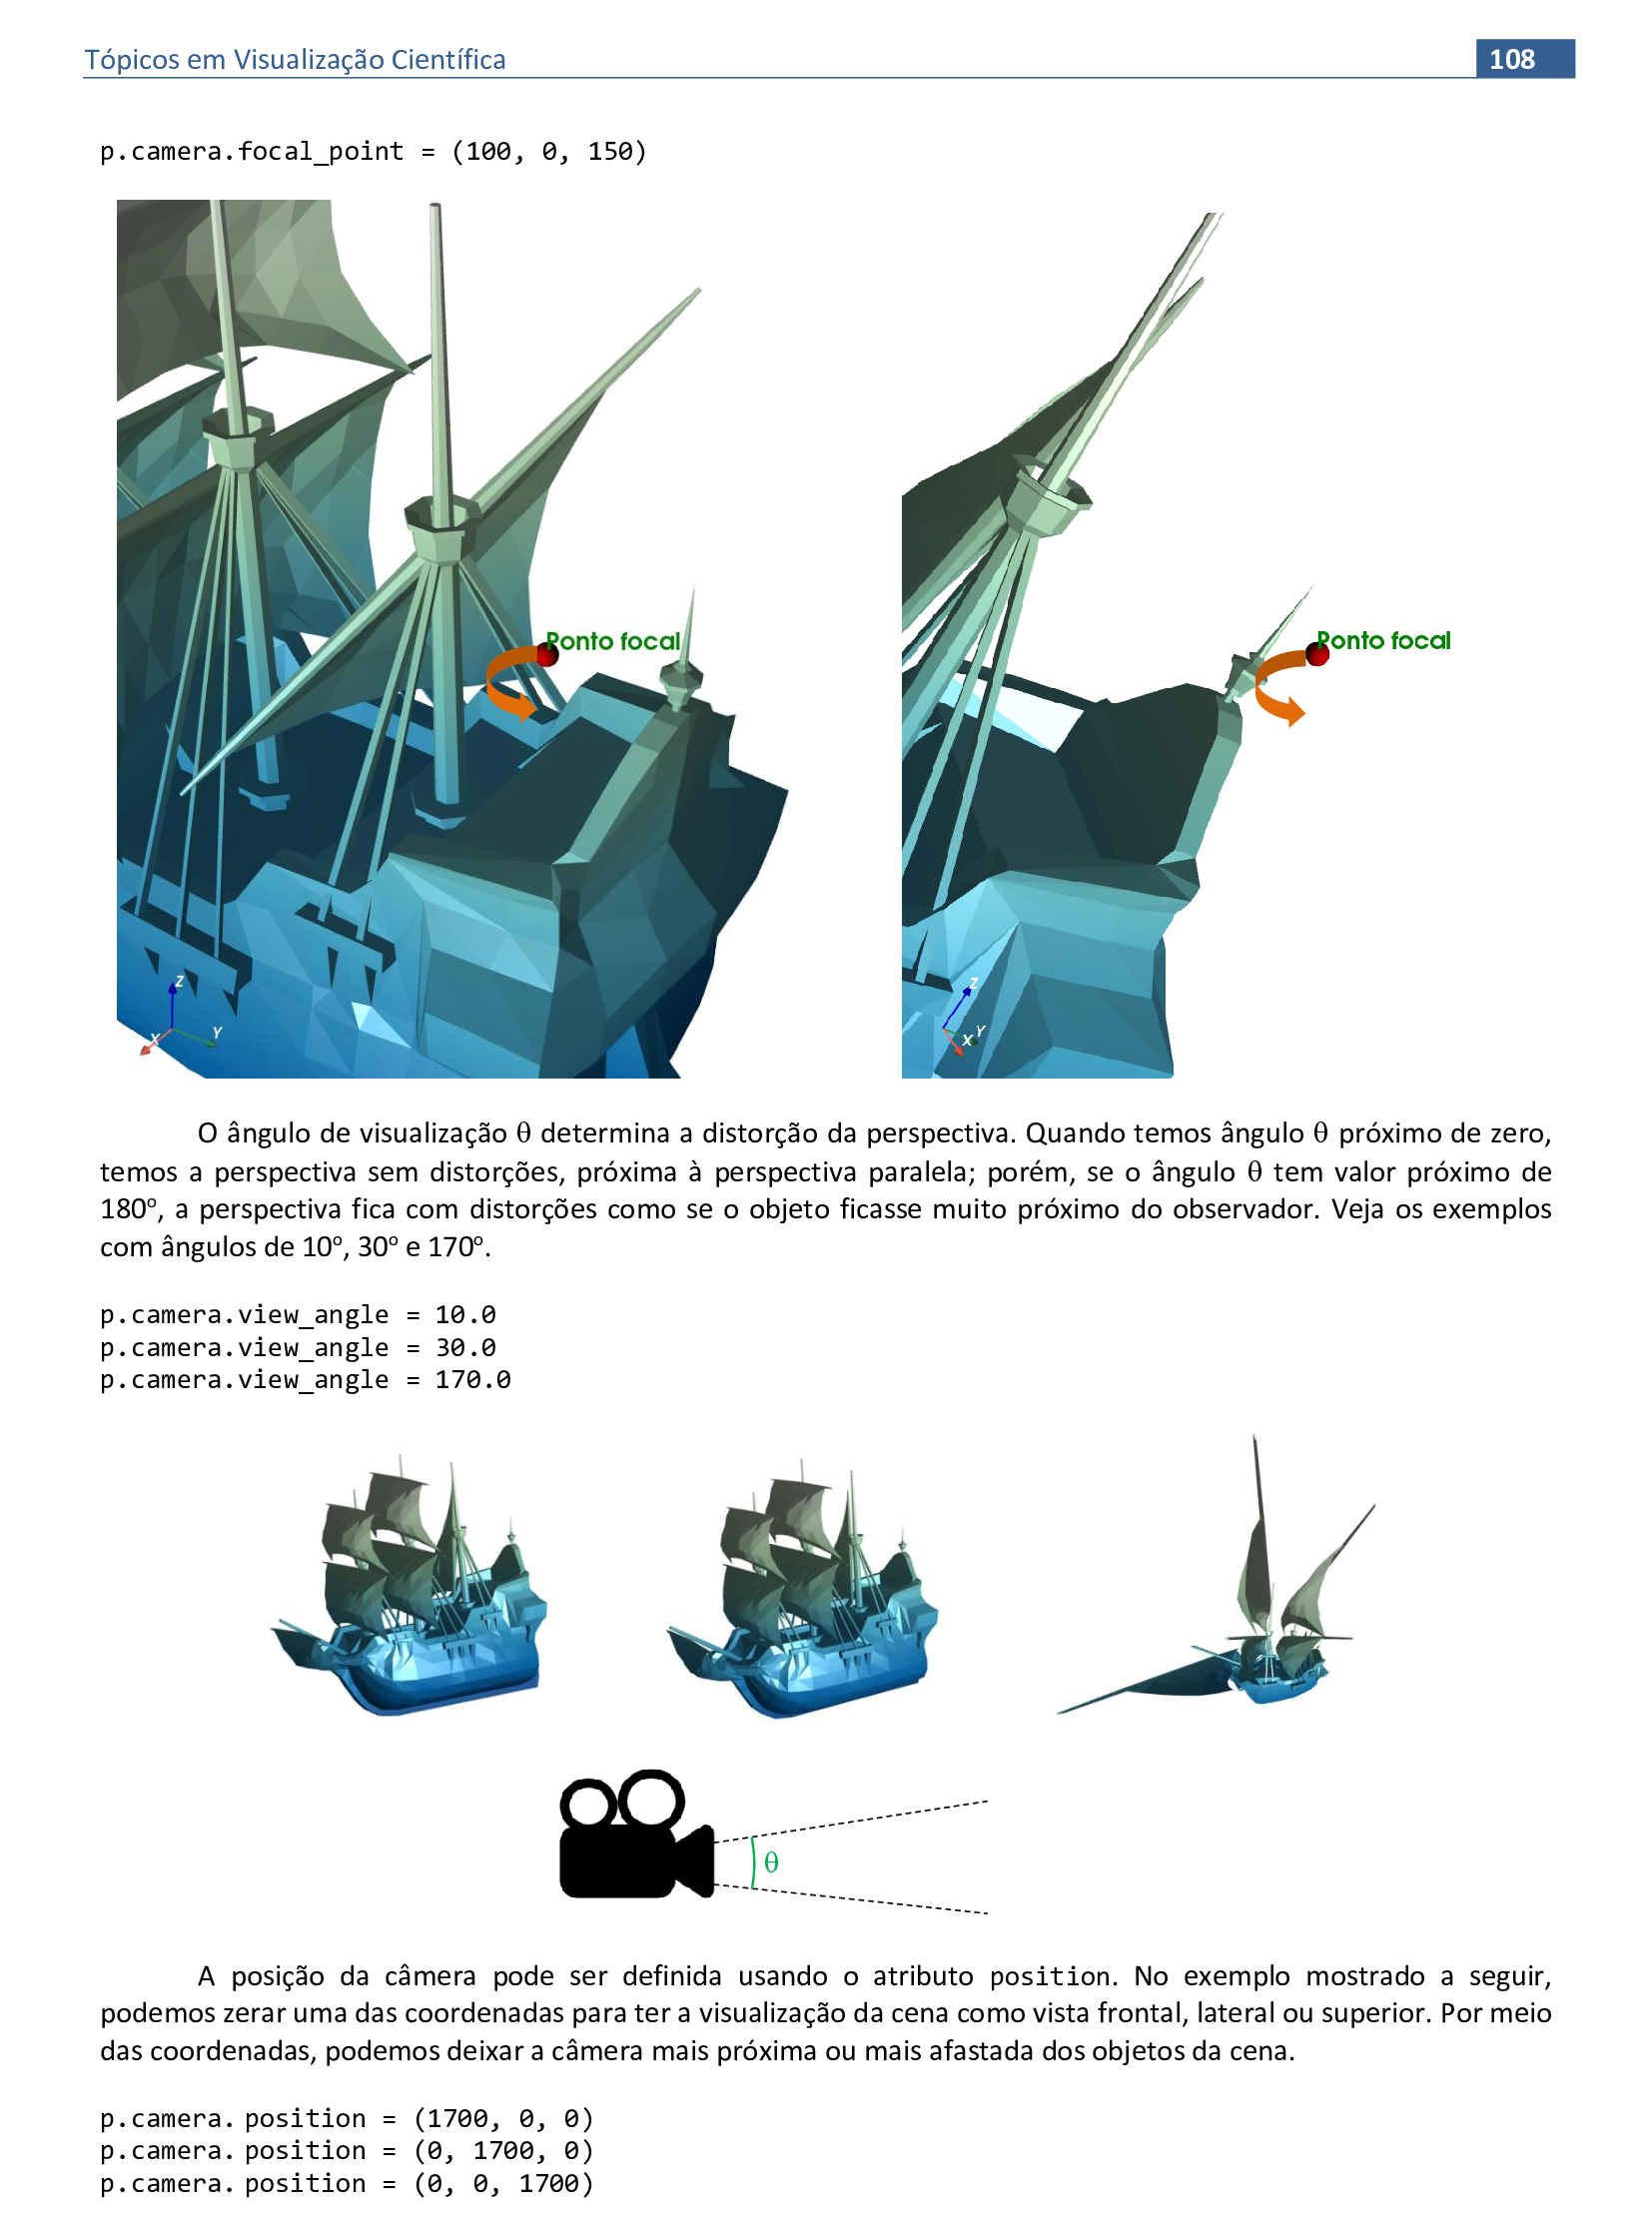 Tópicos em Visualização Científica 108
p.camera.focal_point = (100, 0, 150)
Ponto focal
Z
X
Y
Ponto focal
Z
X
Y
O ângulo de visualização θ determina a distorção da perspectiva. Quando temos ângulo θ próximo de zero,
temos a perspectiva sem distorções, próxima à perspectiva paralela; porém, se o ângulo θ tem valor próximo de
180º, a perspectiva fica com distorções como se o objeto ficasse muito próximo do observador. Veja os exemplos
com ângulos de 10º, 30º e 170º.
p.camera.view_angle = 10.0
p.camera.view_angle = 30.0
p.camera.view_angle = 170.0
θ
A posição da câmera pode ser definida usando o atributo position. No exemplo mostrado a seguir,
podemos zerar uma das coordenadas para ter a visualização da cena como vista frontal, lateral ou superior. Por meio
das coordenadas, podemos deixar a câmera mais próxima ou mais afastada dos objetos da cena.
p.camera. position = (1700, 0, 0)
p.camera. position = (0, 1700, 0)
p.camera. position = (0, 0, 1700)